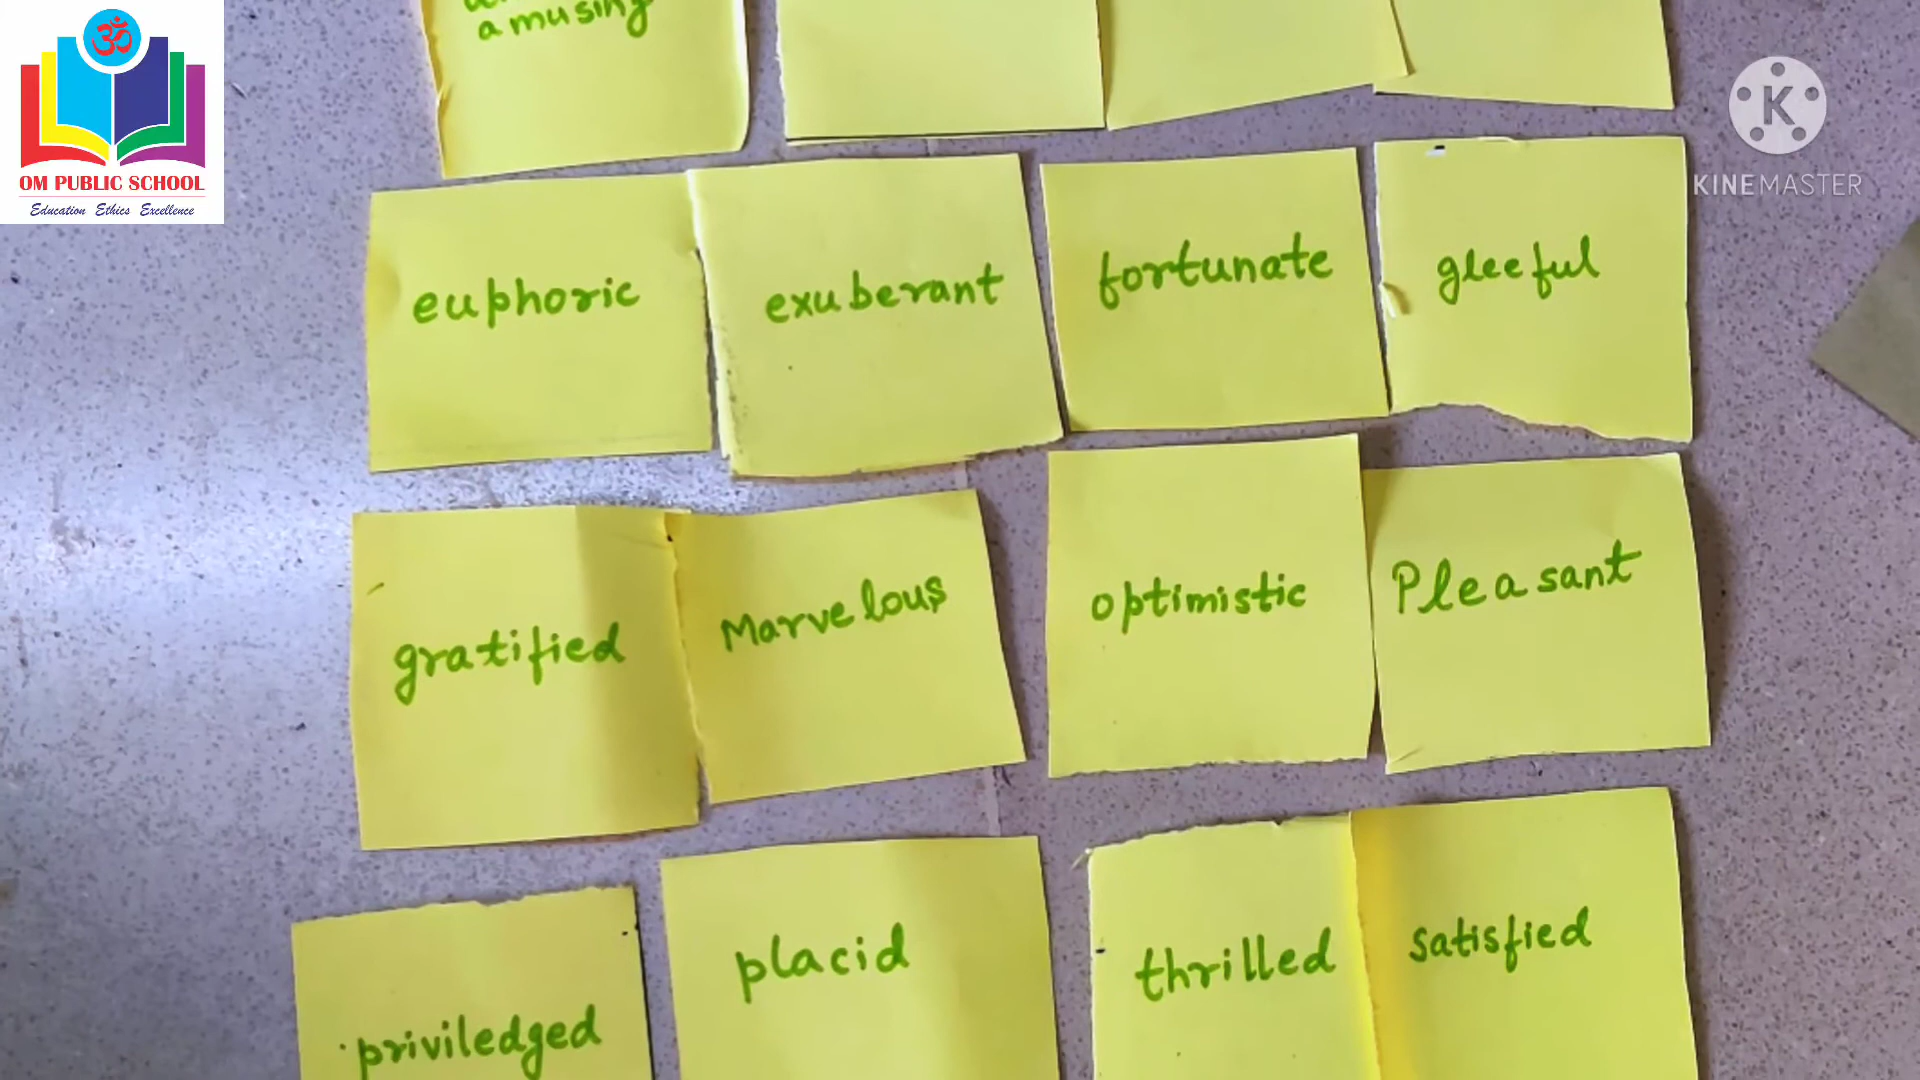 amusing
ॐ
OM PUBLIC SCHOOL
Education Ethics Excellence
K
KINEMASTER
euphoric
exuberant
fortunate
gleeful
gratified
Marvelous
optimistic
Pleasant
priviledged
placid
thrilled
satisfied